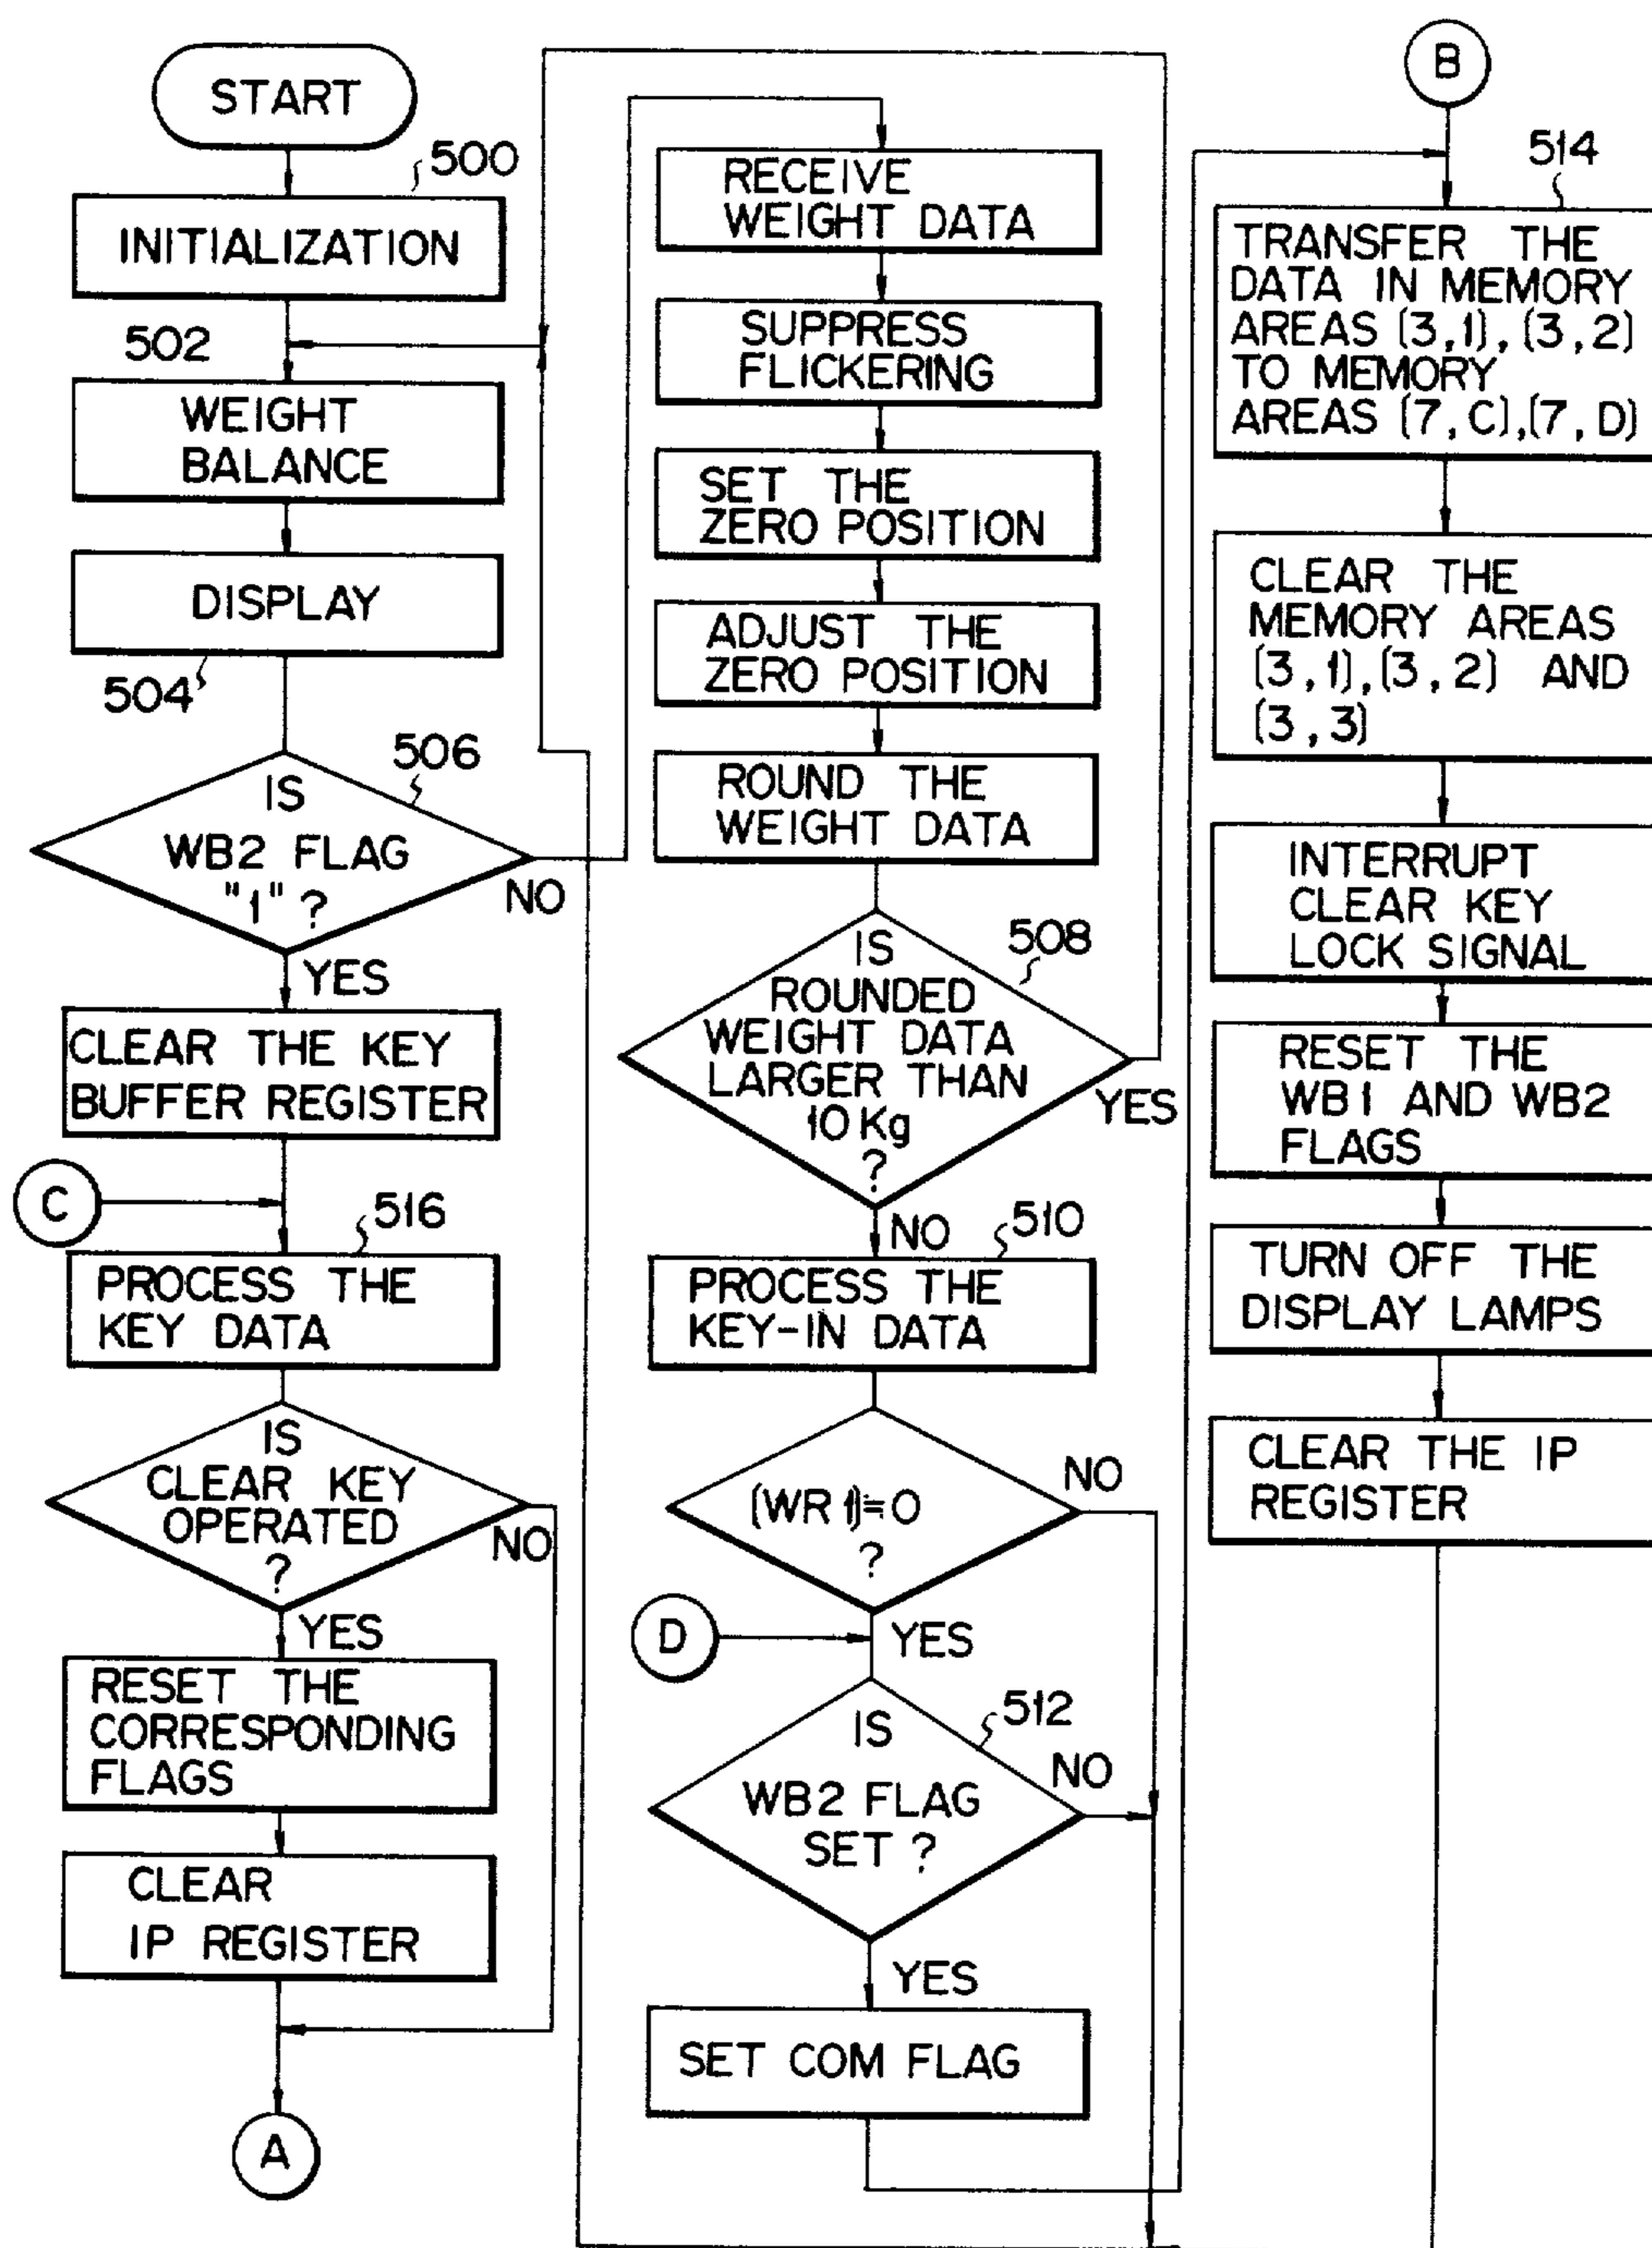 START
500
INITIALIZATION
502
WEIGHT
BALANCE
DISPLAY
504
506
IS
WB2 FLAG
"1" ?
NO
YES
CLEAR THE KEY
BUFFER REGISTER
C
516
PROCESS THE
KEY DATA
IS
CLEAR KEY
OPERATED
?
NO
YES
RESET THE
CORRESPONDING
FLAGS
CLEAR
IP REGISTER
A
RECEIVE
WEIGHT DATA
SUPPRESS
FLICKERING
SET THE
ZERO POSITION
ADJUST THE
ZERO POSITION
ROUND THE
WEIGHT DATA
508
IS
ROUNDED
WEIGHT DATA
LARGER THAN
10 Kg
?
YES
NO
510
PROCESS THE
KEY-IN DATA
(WR 1)=0
?
NO
D
YES
512
IS
WB2 FLAG
SET ?
NO
YES
SET COM FLAG
B
514
TRANSFER THE
DATA IN MEMORY
AREAS (3,1), (3,2)
TO MEMORY
AREAS (7,C),(7,D)
CLEAR THE
MEMORY AREAS
(3,1),(3,2) AND
(3,3)
INTERRUPT
CLEAR KEY
LOCK SIGNAL
RESET THE
WB1 AND WB2
FLAGS
TURN OFF THE
DISPLAY LAMPS
CLEAR THE IP
REGISTER